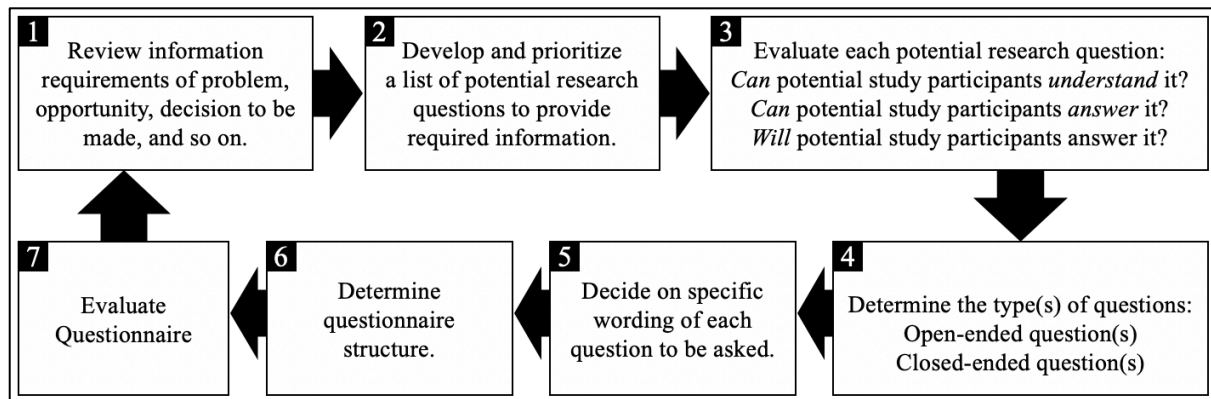 1
Review information
requirements of problem,
opportunity, decision to be
made, and so on.
2
Develop and prioritize
a list of potential research
questions to provide
required information.
3
Evaluate each potential research question:
Can potential study participants understand it?
Can potential study participants answer it?
Will potential study participants answer it?
4
Determine the type(s) of questions:
Open-ended question(s)
Closed-ended question(s)
5
Decide on specific
wording of each
question to be asked.
6
Determine
questionnaire
structure.
7
Evaluate
Questionnaire